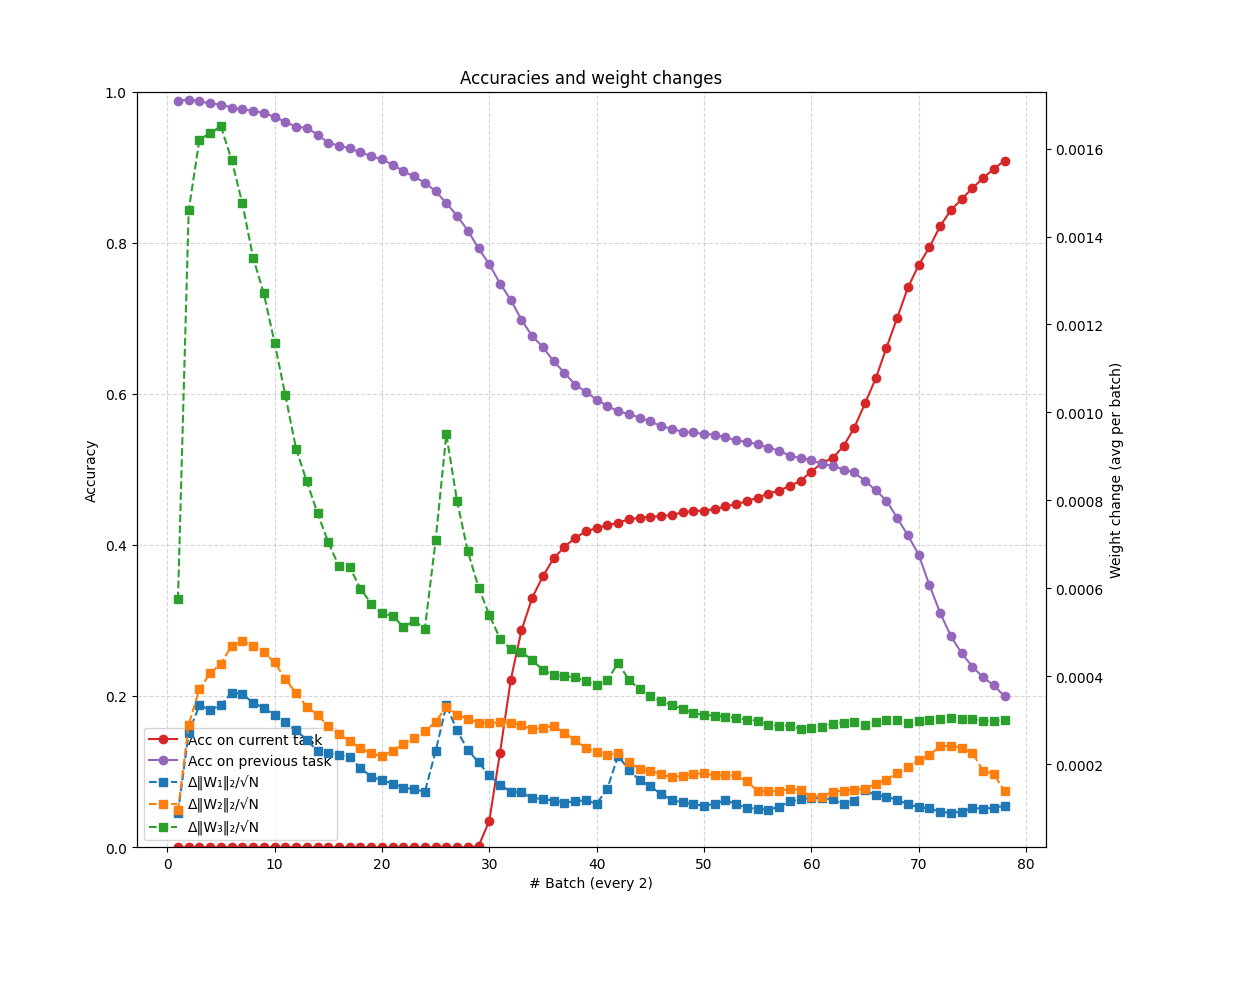 Accuracies and weight changes
1.0
0.8
0.6
0.4
0.2
0.0
Accuracy
0.0016
0.0014
0.0012
0.0010
0.0008
0.0006
0.0004
0.0002
Weight change (avg per batch)
Acc on current task
Acc on previous task
Δ‖W₁‖₂/√N
Δ‖W₂‖₂/√N
Δ‖W₃‖₂/√N
0 10 20 30 40 50 60 70 80
# Batch (every 2)